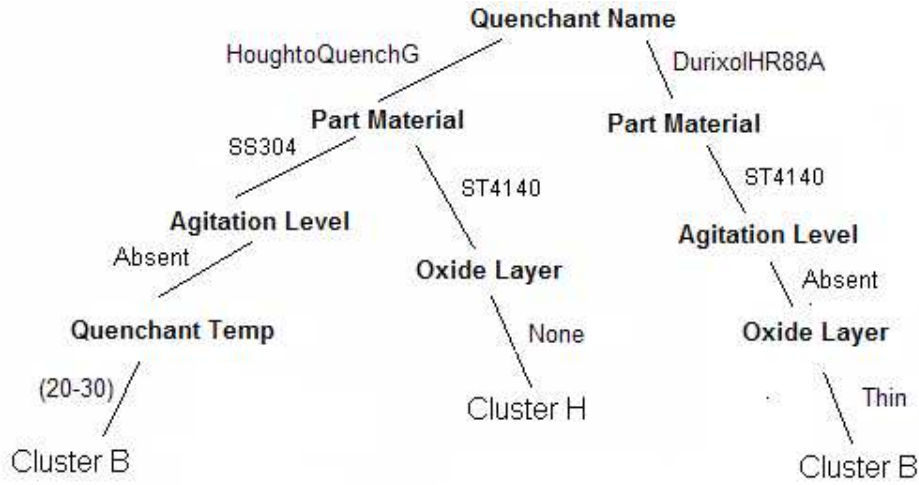 Quenchant Name
HoughtoQuenchG
DurixolHR88A
Part Material
Part Material
SS304
ST4140
ST4140
Agitation Level
Agitation Level
Absent
Oxide Layer
Absent
Quenchant Temp
None
Oxide Layer
(20-30)
Cluster H
Thin
Cluster B
Cluster B